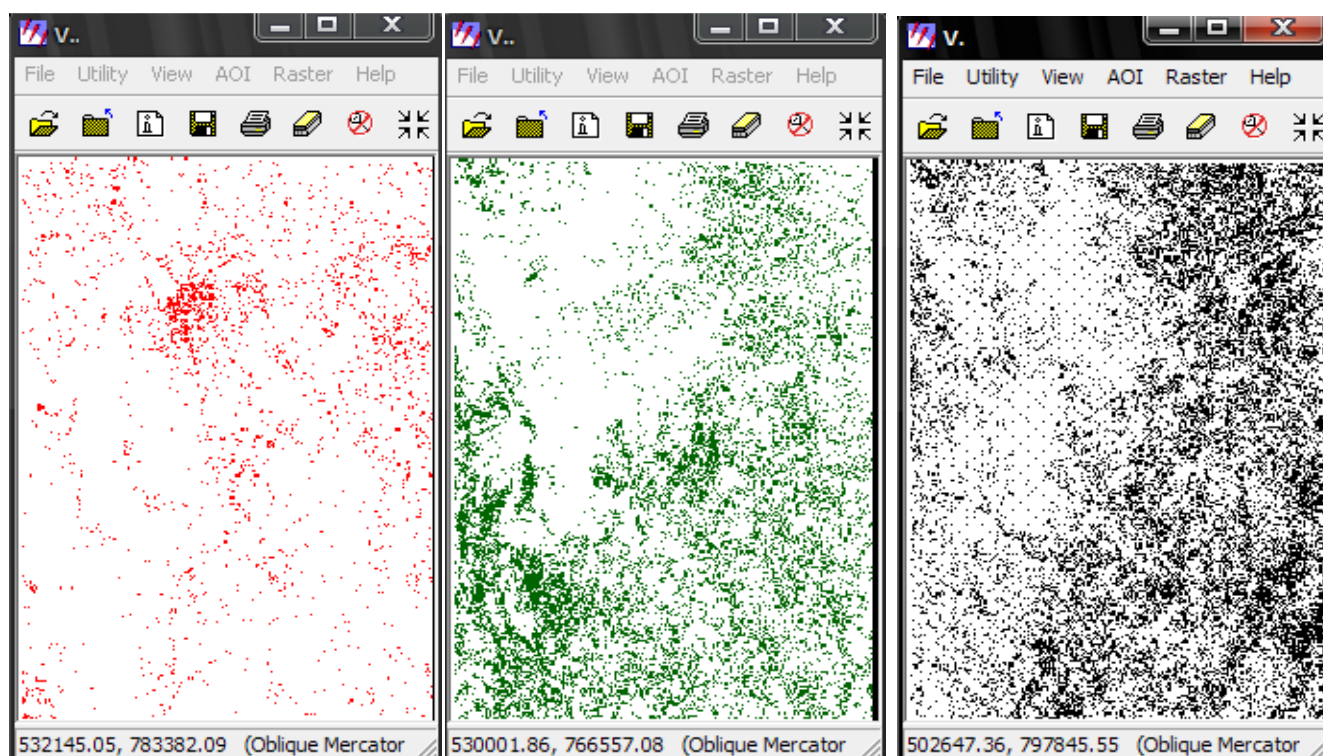 V..
File Utility View AOI Raster Help
532145.05, 783382.09 (Oblique Mercator
V..
File Utility View AOI Raster Help
530001.86, 766557.08 (Oblique Mercator
V.
File Utility View AOI Raster Help
502647.36, 797845.55 (Oblique Mercator